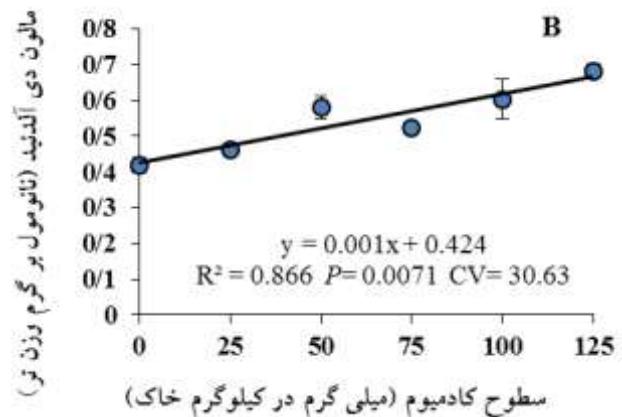 B
مالون دی آلدئید (نانومول بر گرم وزن تر)
0/8
0/7
0/6
0/5
0/4
0/3
0/2
0/1
0
y = 0.001x + 0.424
R² = 0.866 P= 0.0071 CV= 30.63
0 25 50 75 100 125
سطوح کادمیوم (میلی گرم در کیلوگرم خاک)